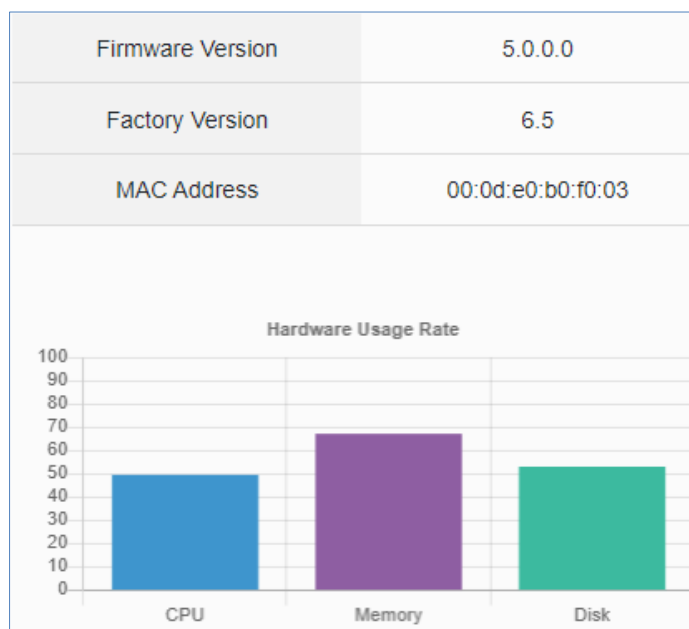 Firmware Version 5.0.0.0
Factory Version 6.5
MAC Address 00:0d:e0:b0:f0:03
Hardware Usage Rate
100
90
80
70
60
50
40
30
20
10
0
CPU Memory Disk